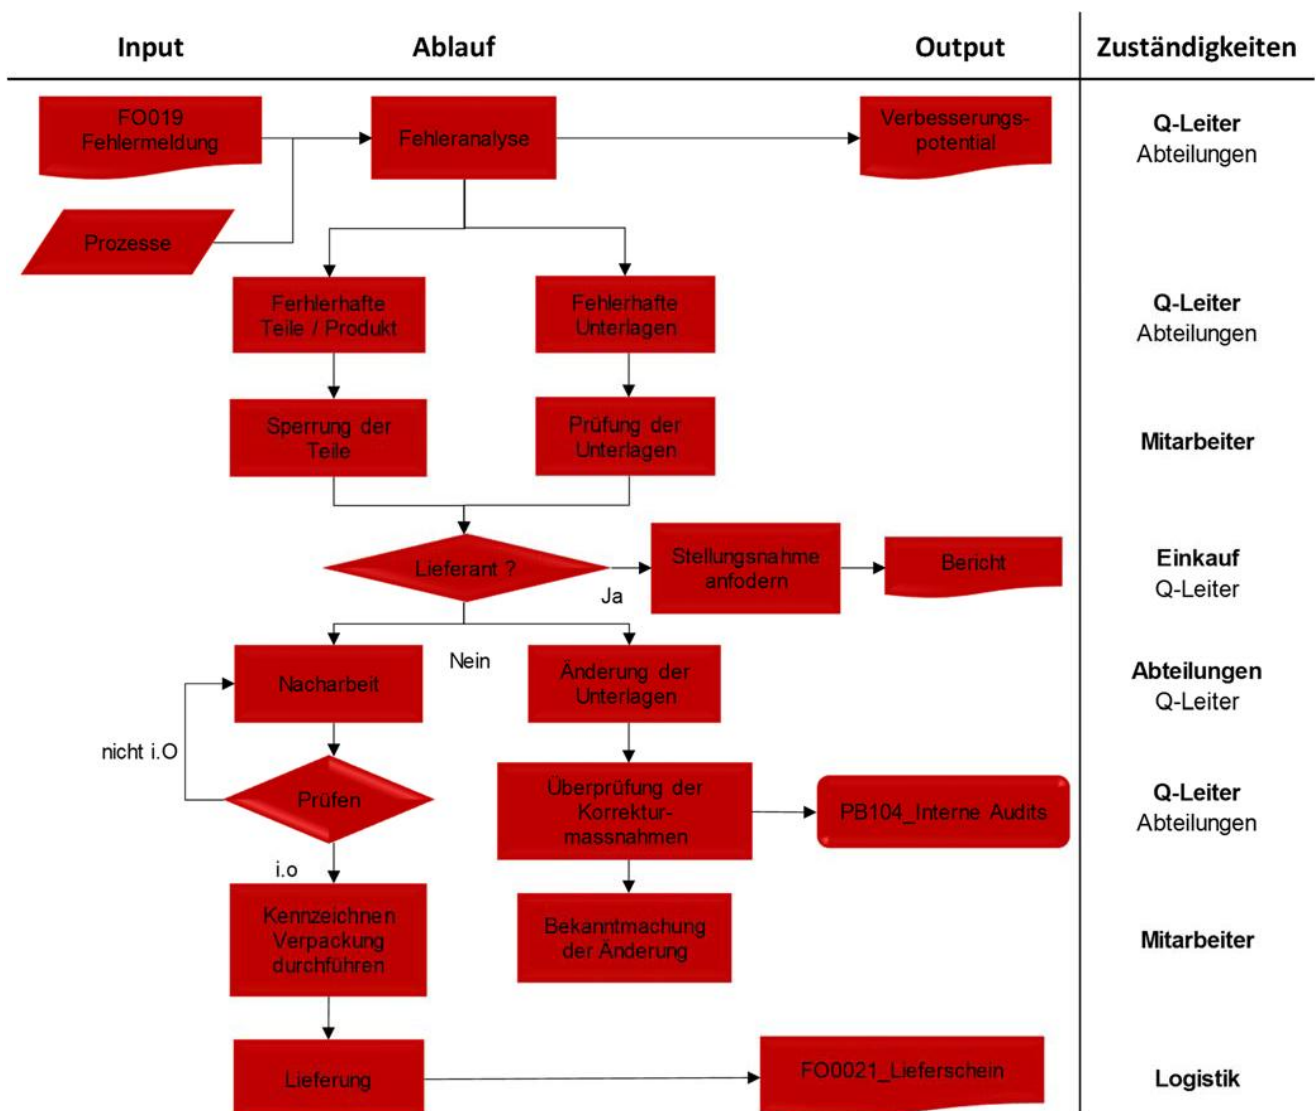 Input
Ablauf
Output
Zuständigkeiten
FO019
Fehlermeldung
Fehleranalyse
Verbesserungs-
potential
Q-Leiter
Abteilungen
Prozesse
Ferhlerhafte
Teile / Produkt
Fehlerhafte
Unterlagen
Q-Leiter
Abteilungen
Sperrung der
Teile
Prüfung der
Unterlagen
Mitarbeiter
Lieferant ?
Ja
Stellungsnahme
anfodern
Bericht
Einkauf
Q-Leiter
Nein
Nacharbeit
Änderung der
Unterlagen
Abteilungen
Q-Leiter
nicht i.O
Prüfen
Überprüfung der
Korrektur-
massnahmen
PB104_Interne Audits
Q-Leiter
Abteilungen
i.o
Kennzeichnen
Verpackung
durchführen
Bekanntmachung
der Änderung
Mitarbeiter
Lieferung
FO0021_Lieferschein
Logistik